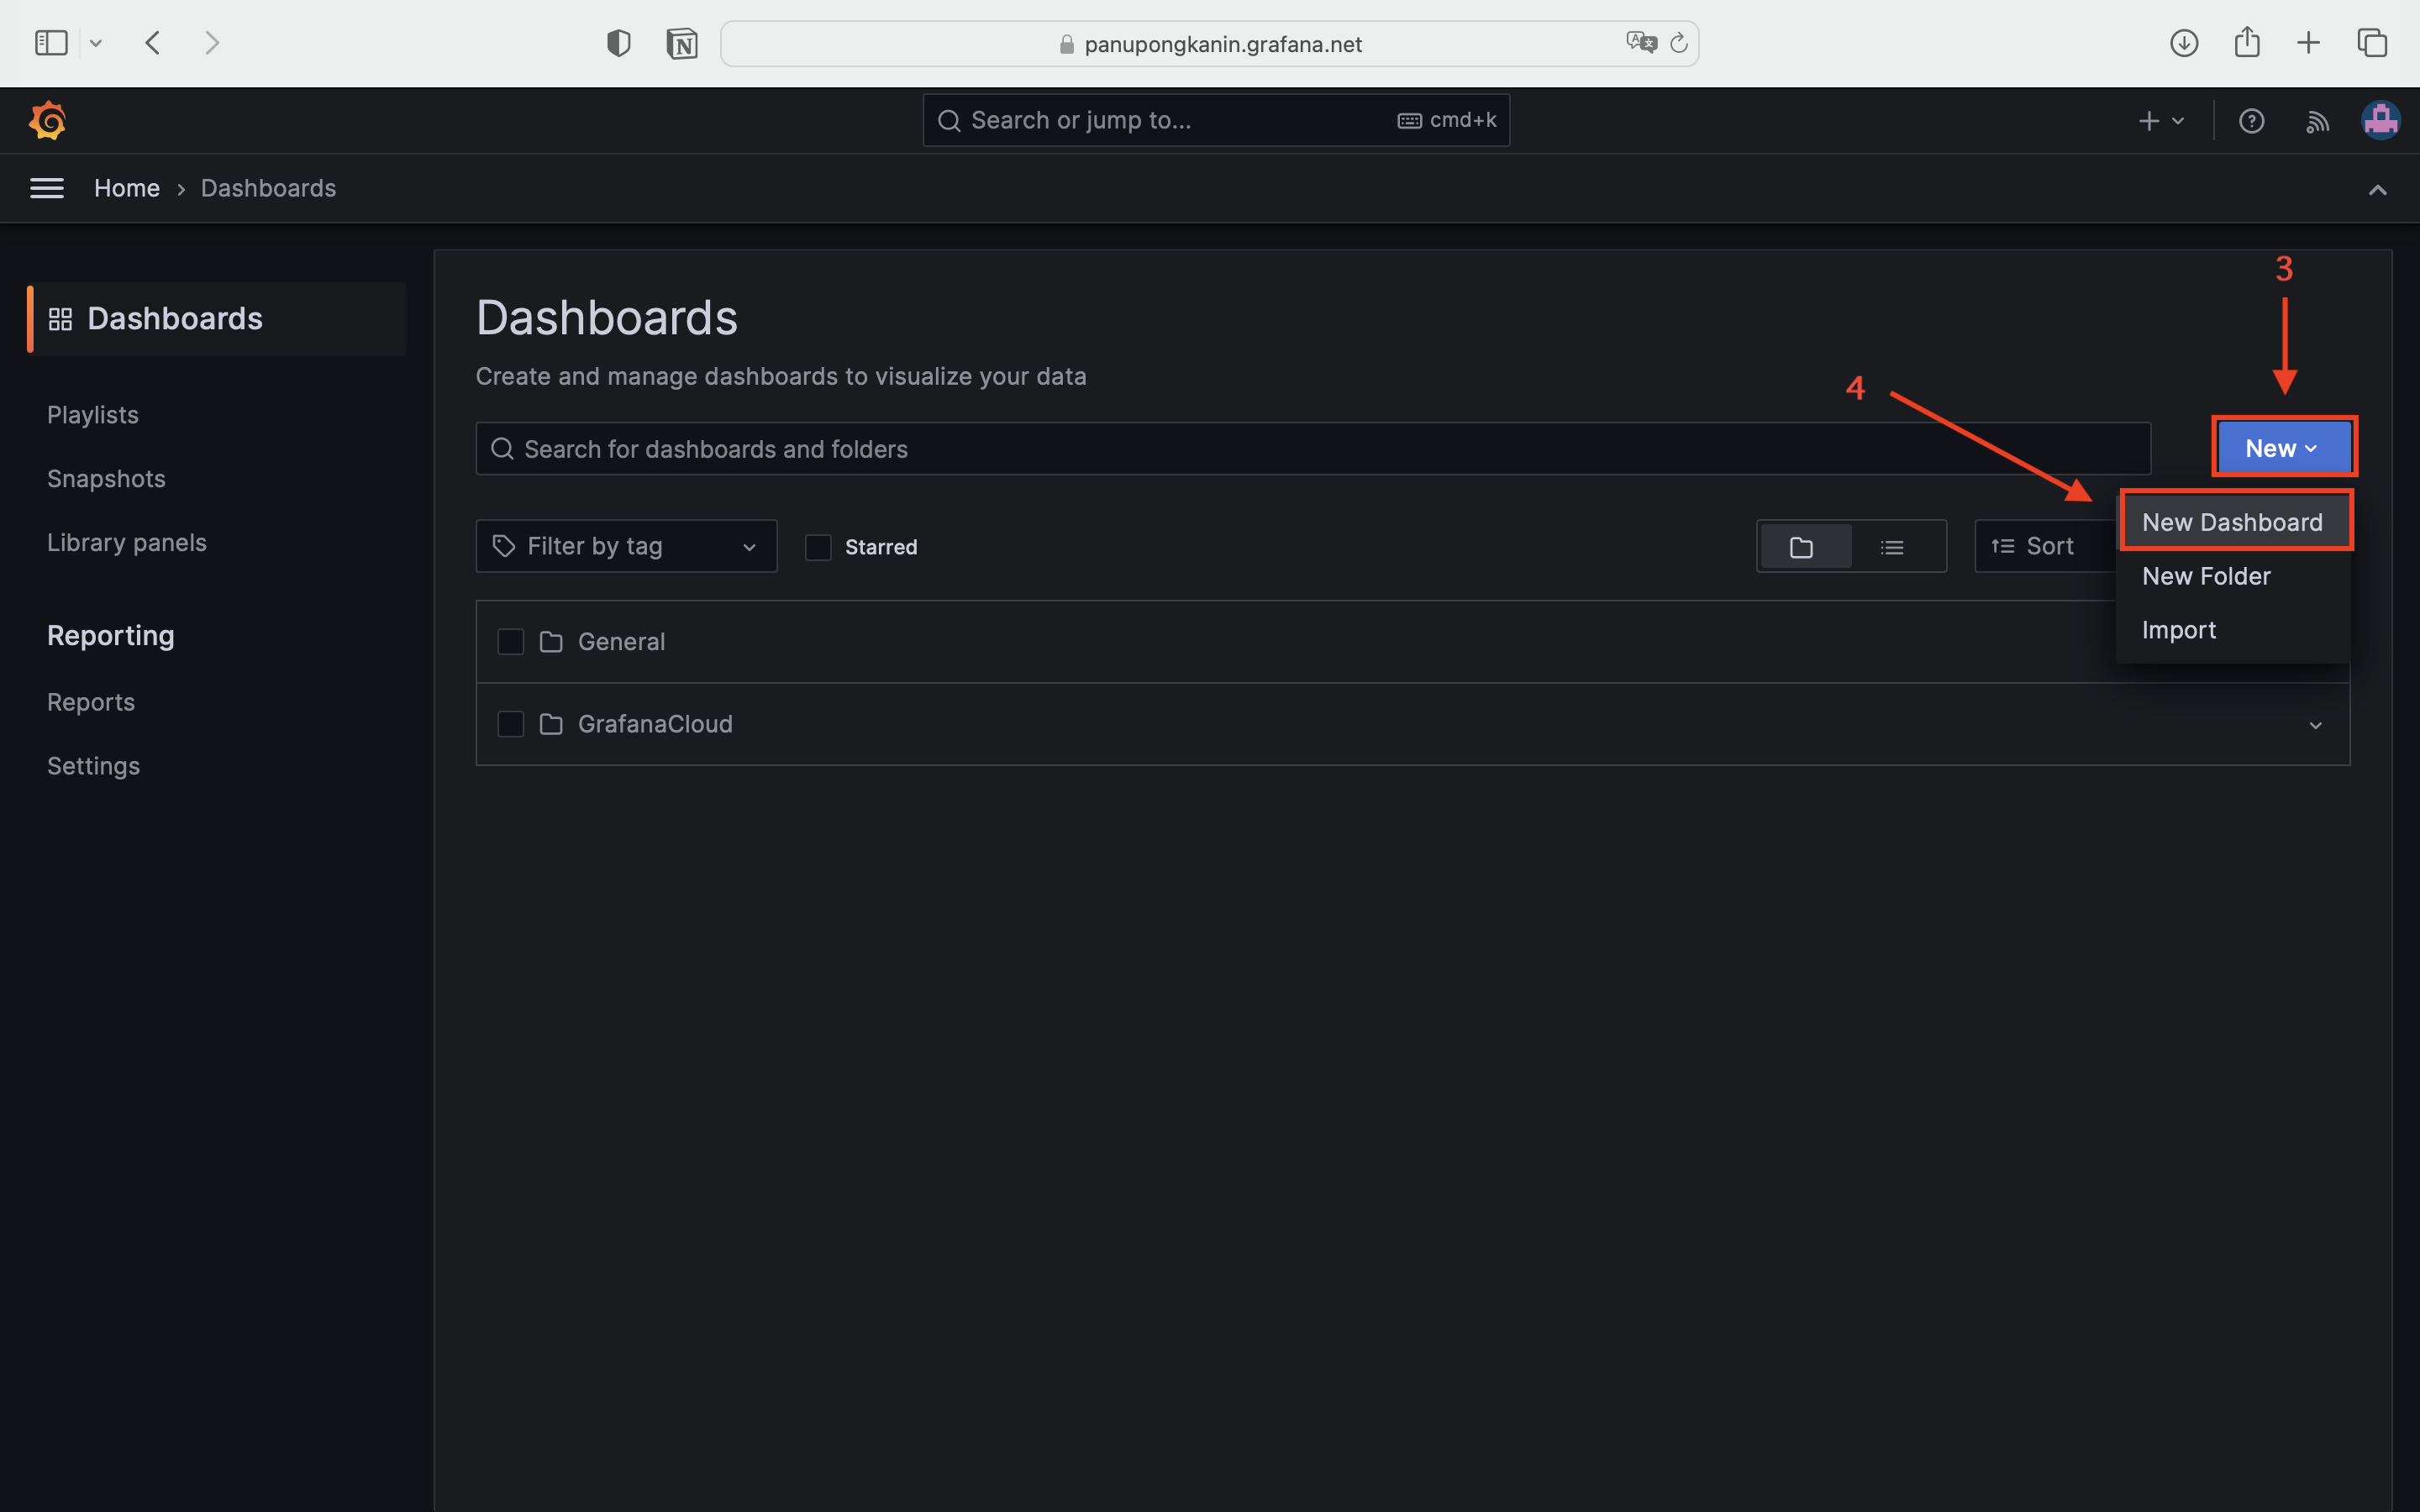 panupongkanin.grafana.net
Search or jump to... cmd+k
Home › Dashboards
Dashboards
Playlists
Snapshots
Library panels
Reporting
Reports
Settings
Dashboards
Create and manage dashboards to visualize your data
3
4
Search for dashboards and folders
New
Filter by tag
Starred
Sort
New Dashboard
New Folder
Import
General
GrafanaCloud